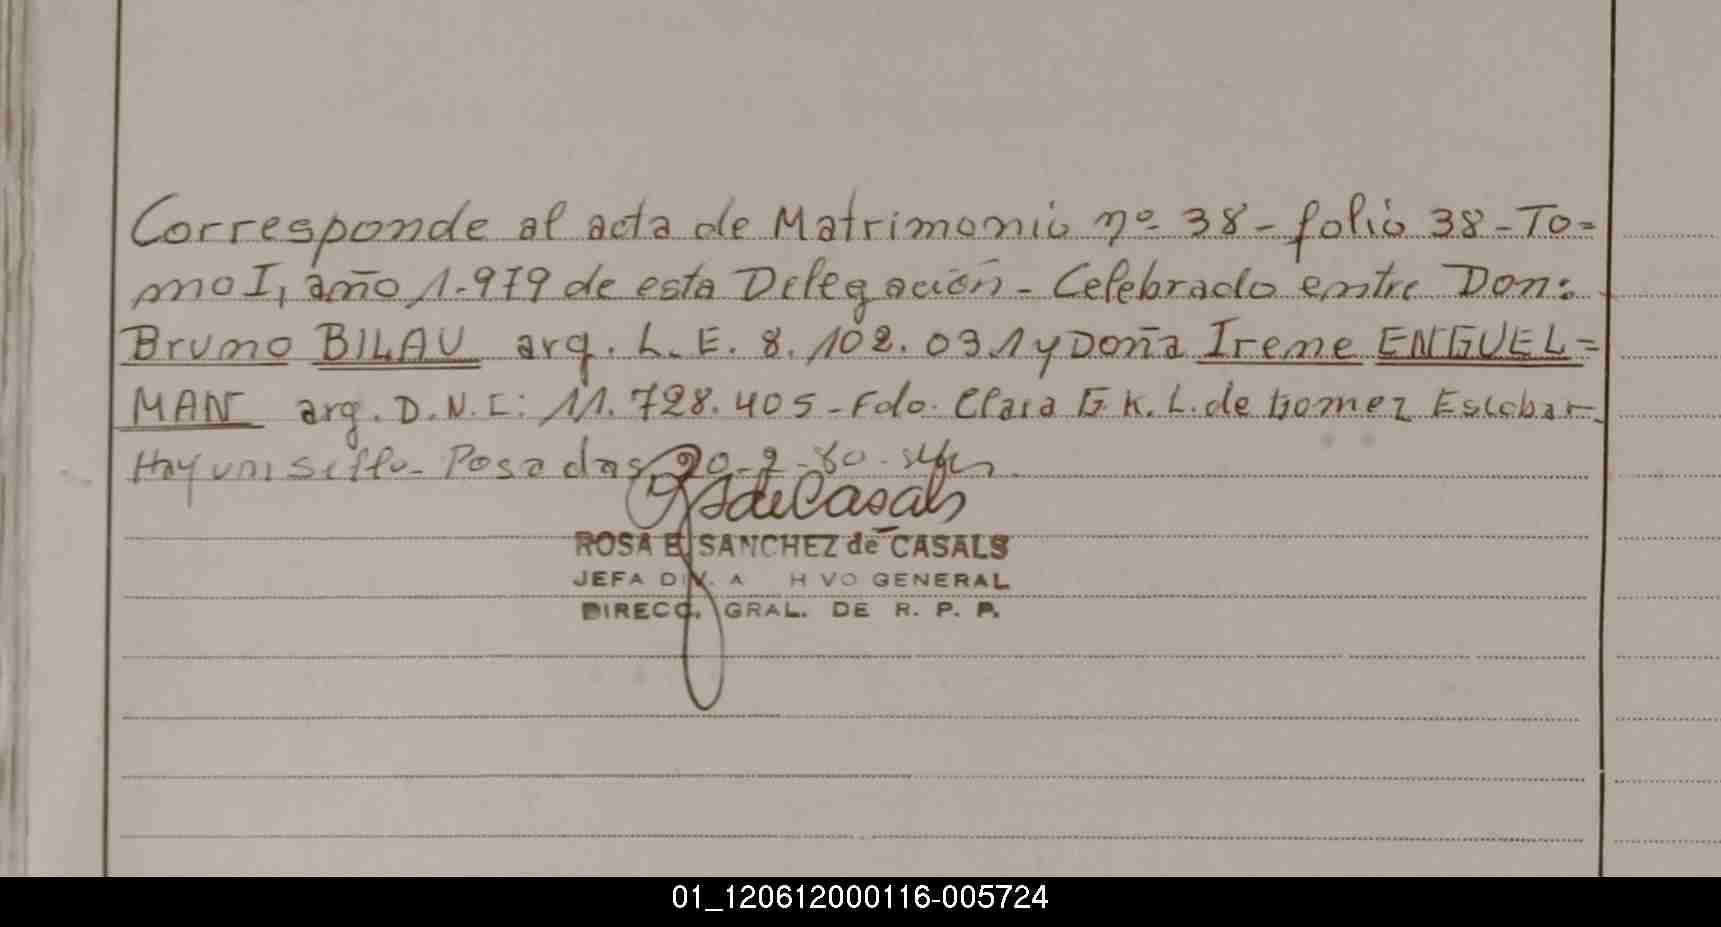 Corresponde al acta de Matrimonio nº 38 - folio 38 - To=
mo I, año 1.979 de esta Delegación - Celebrado entre Don:
Bruno BILAU arg. L.E. 8.102.031 y Doña Irene ENGUEL=
MAN arg. D.N.I: 11.728.405 - Fdo. Clara G.K.L. de Gomez Escobar -
Hay un sello - Posadas 20-2-80.
RSdeCasals
ROSA E. SANCHEZ de CASALS
JEFA DIV. A H VO GENERAL
DIRECC. GRAL. DE R. P. P.
01_120612000116-005724